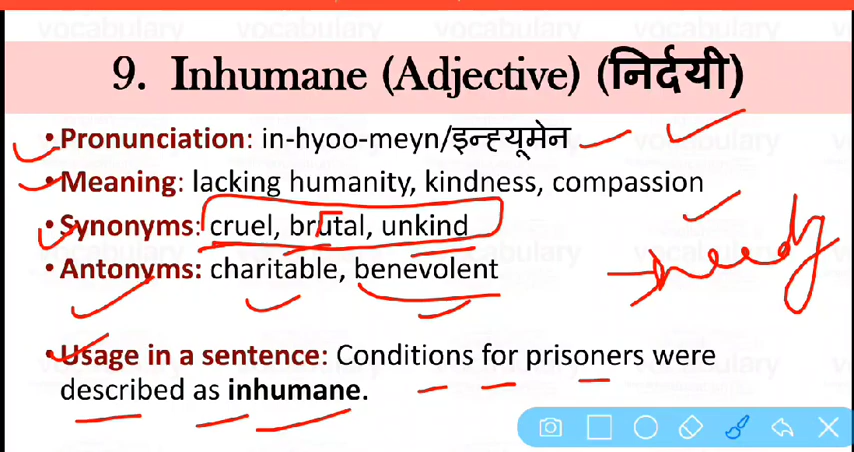 9. Inhumane (Adjective) (निर्दयी)
• Pronunciation: in-hyoo-meyn/इन्ह्यूमेन
• Meaning: lacking humanity, kindness, compassion
• Synonyms: cruel, brutal, unkind
• Antonyms: charitable, benevolent
needy
• Usage in a sentence: Conditions for prisoners were
described as inhumane.